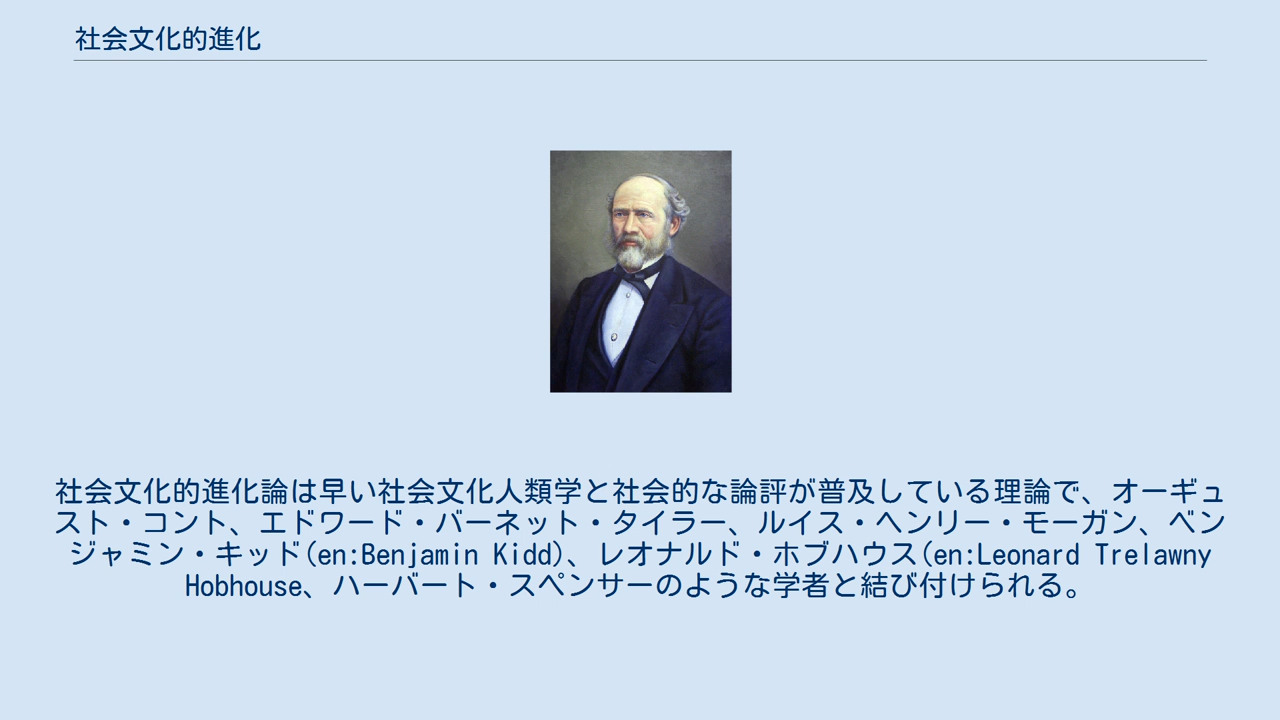 社会文化的進化
社会文化的進化論は早い社会文化人類学と社会的な論評が普及している理論で、オーギュ
スト・コント、エドワード・バーネット・タイラー、ルイス・ヘンリー・モーガン、ベン
ジャミン・キッド(en:Benjamin Kidd)、レオナルド・ホブハウス(en:Leonard Trelawny
Hobhouse、ハーバート・スペンサーのような学者と結び付けられる。